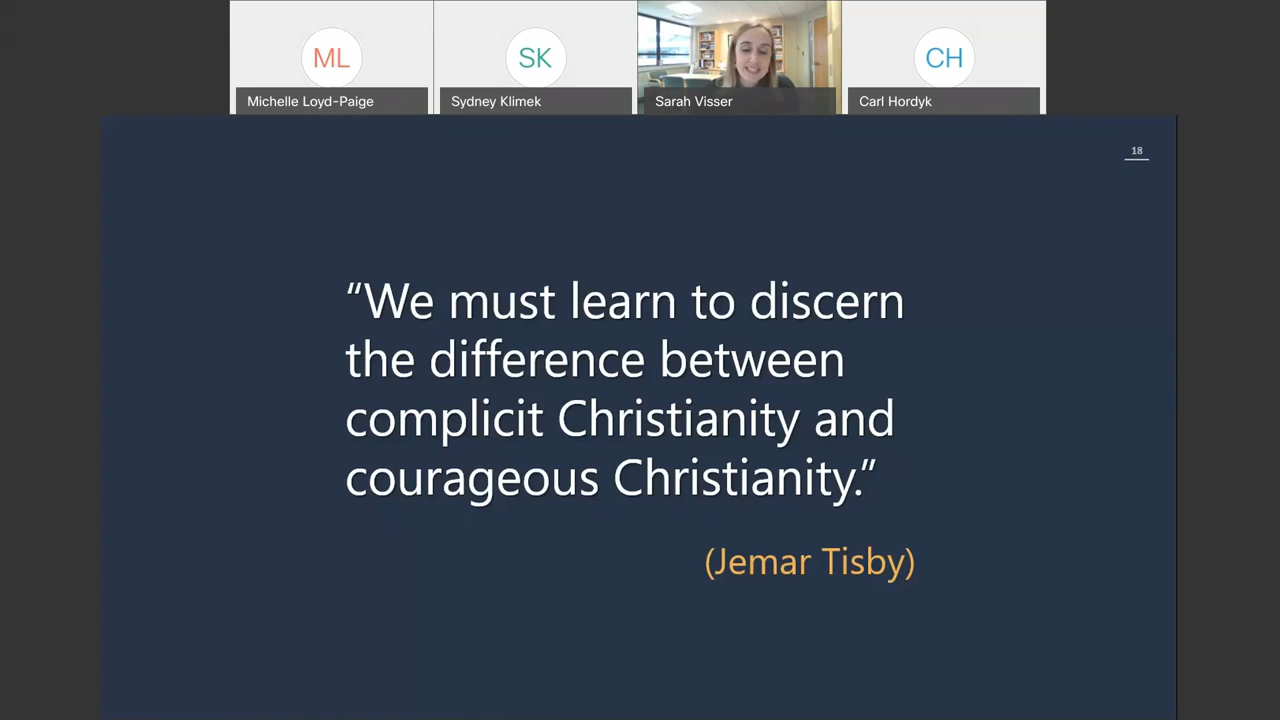 ML
Michelle Loyd-Paige
SK
Sydney Klimek
Sarah Visser
CH
Carl Hordyk
18
“We must learn to discern
the difference between
complicit Christianity and
courageous Christianity.”
(Jemar Tisby)